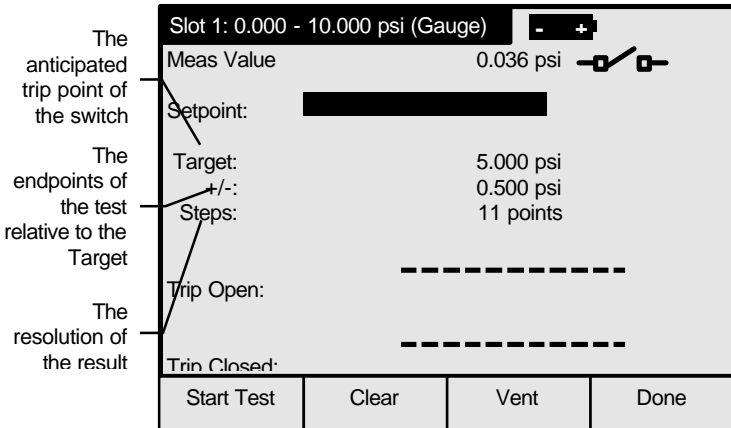 The
anticipated
trip point of
the switch
The
endpoints of
the test
relative to the
Target
The
resolution of
the result
Slot 1: 0.000 - 10.000 psi (Gauge) - +
Meas Value 0.036 psi
Setpoint:
Target: 5.000 psi
+/-: 0.500 psi
Steps: 11 points
Trip Open: ----------
Trip Closed: ----------
Start Test Clear Vent Done